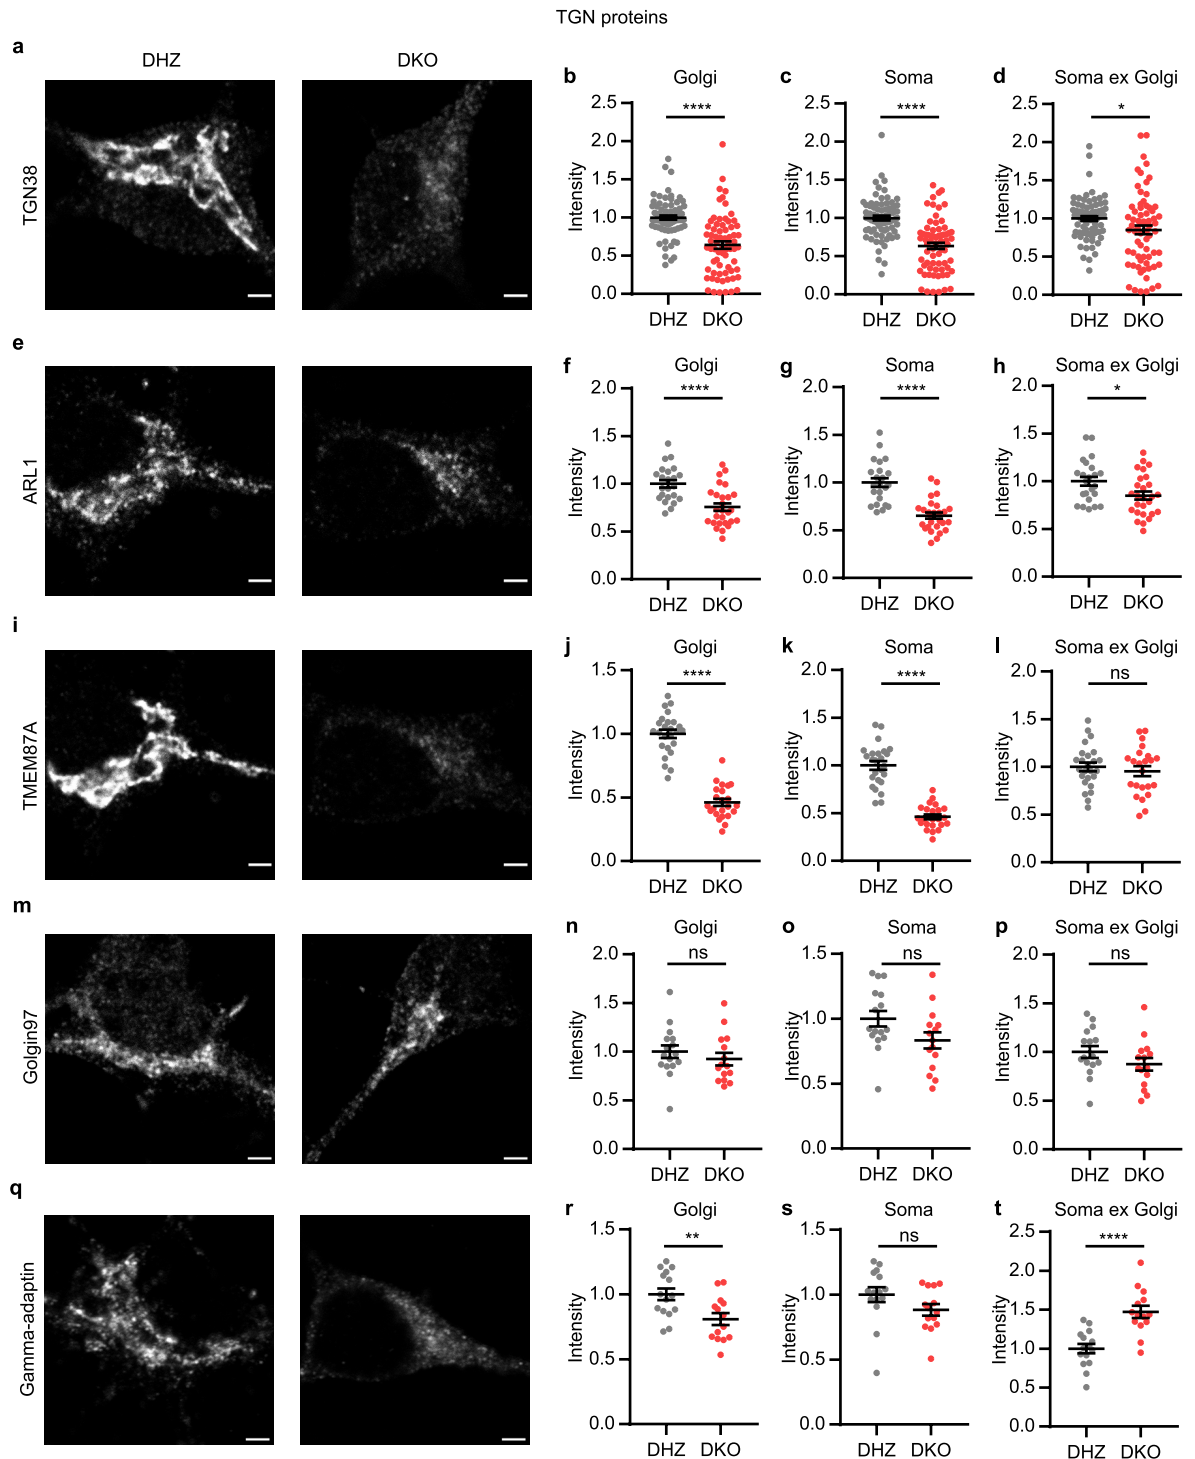 TGN proteins
a
DHZ
DKO
TGN38
b
Golgi
****
Intensity
2.5
2.0
1.5
1.0
0.5
0.0
DHZ
DKO
c
Soma
****
Intensity
2.5
2.0
1.5
1.0
0.5
0.0
DHZ
DKO
d
Soma ex Golgi
*
Intensity
2.5
2.0
1.5
1.0
0.5
0.0
DHZ
DKO
e
ARL1
f
Golgi
****
Intensity
2.0
1.5
1.0
0.5
0.0
DHZ
DKO
g
Soma
****
Intensity
2.0
1.5
1.0
0.5
0.0
DHZ
DKO
h
Soma ex Golgi
*
Intensity
2.0
1.5
1.0
0.5
0.0
DHZ
DKO
i
TMEM87A
j
Golgi
****
Intensity
1.5
1.0
0.5
0.0
DHZ
DKO
k
Soma
****
Intensity
2.0
1.5
1.0
0.5
0.0
DHZ
DKO
l
Soma ex Golgi
ns
Intensity
2.0
1.5
1.0
0.5
0.0
DHZ
DKO
m
Golgin97
n
Golgi
ns
Intensity
2.0
1.5
1.0
0.5
0.0
DHZ
DKO
o
Soma
ns
Intensity
1.5
1.0
0.5
0.0
DHZ
DKO
p
Soma ex Golgi
ns
Intensity
2.0
1.5
1.0
0.5
0.0
DHZ
DKO
q
Gamma-adaptin
r
Golgi
**
Intensity
1.5
1.0
0.5
0.0
DHZ
DKO
s
Soma
ns
Intensity
1.5
1.0
0.5
0.0
DHZ
DKO
t
Soma ex Golgi
****
Intensity
2.5
2.0
1.5
1.0
0.5
0.0
DHZ
DKO